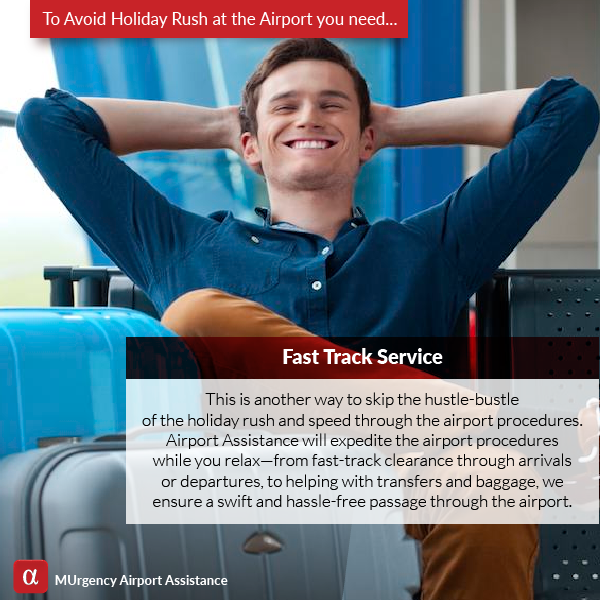 To Avoid Holiday Rush at the Airport you need...
Fast Track Service
This is another way to skip the hustle-bustle
of the holiday rush and speed through the airport procedures.
Airport Assistance will expedite the airport procedures
while you relax—from fast-track clearance through arrivals
or departures, to helping with transfers and baggage, we
ensure a swift and hassle-free passage through the airport.
α
MUrgency Airport Assistance